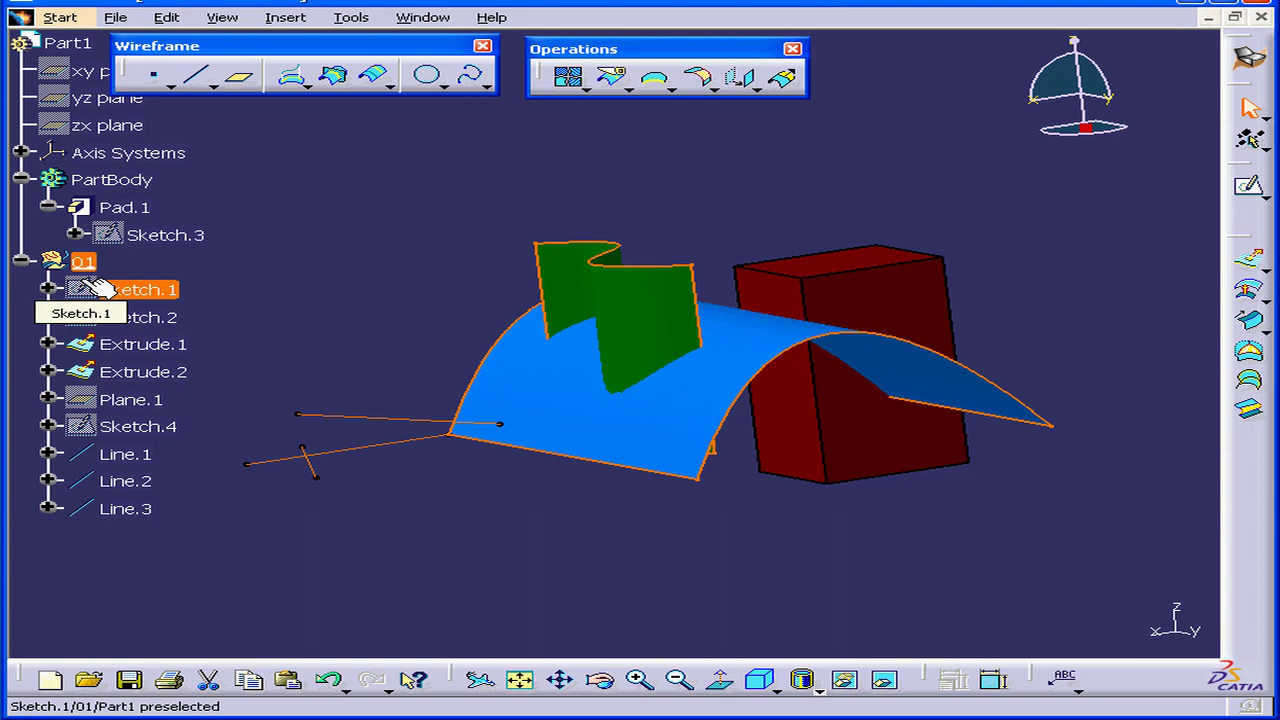 Start File Edit View Insert Tools Window Help
Part1
Wireframe
Operations
xy p
yz plane
zx plane
Axis Systems
PartBody
Pad.1
Sketch.3
01
etch.1
Sketch.1
etch.2
Extrude.1
Extrude.2
Plane.1
Sketch.4
Line.1
Line.2
Line.3
z
x y
ABC
CATIA
Sketch.1/01/Part1 preselected